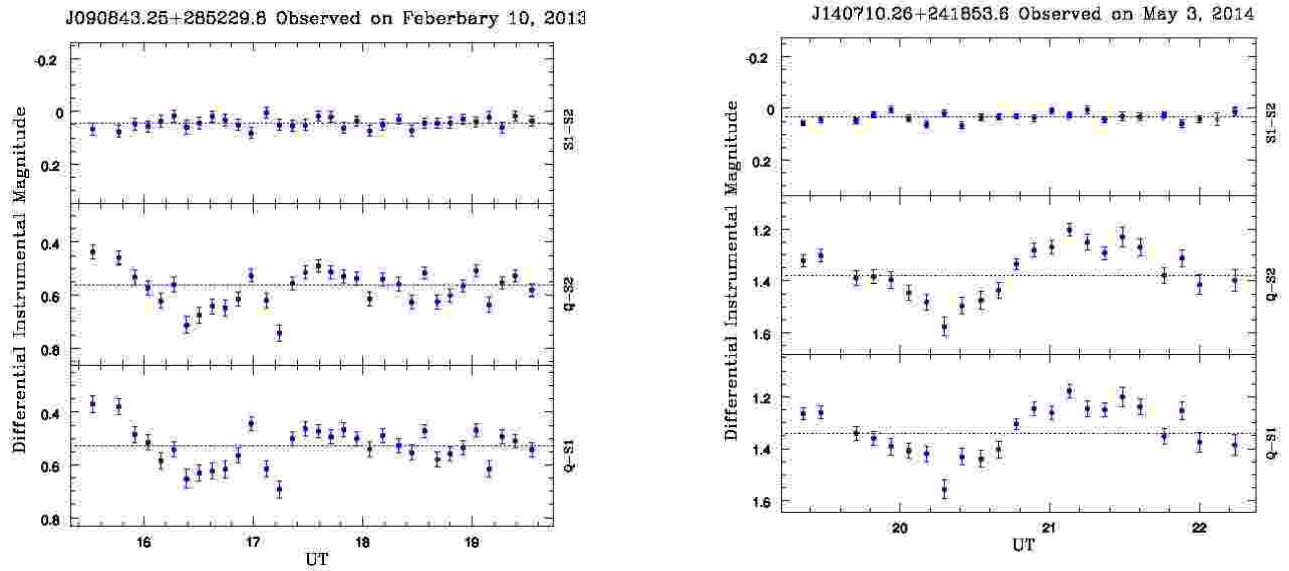 J090843.25+285229.8 Observed on Feberbary 10, 2013
Differential Instrumental Magnitude
-0.2
0
0.2
S1-S2
0.4
0.6
0.8
Q-S2
0.4
0.6
0.8
Q-S1
16
17
18
19
UT
J140710.26+241853.6 Observed on May 3, 2014
Differential Instrumental Magnitude
-0.2
0
0.2
S1-S2
1.2
1.4
1.6
Q-S2
1.2
1.4
1.6
Q-S1
20
21
22
UT